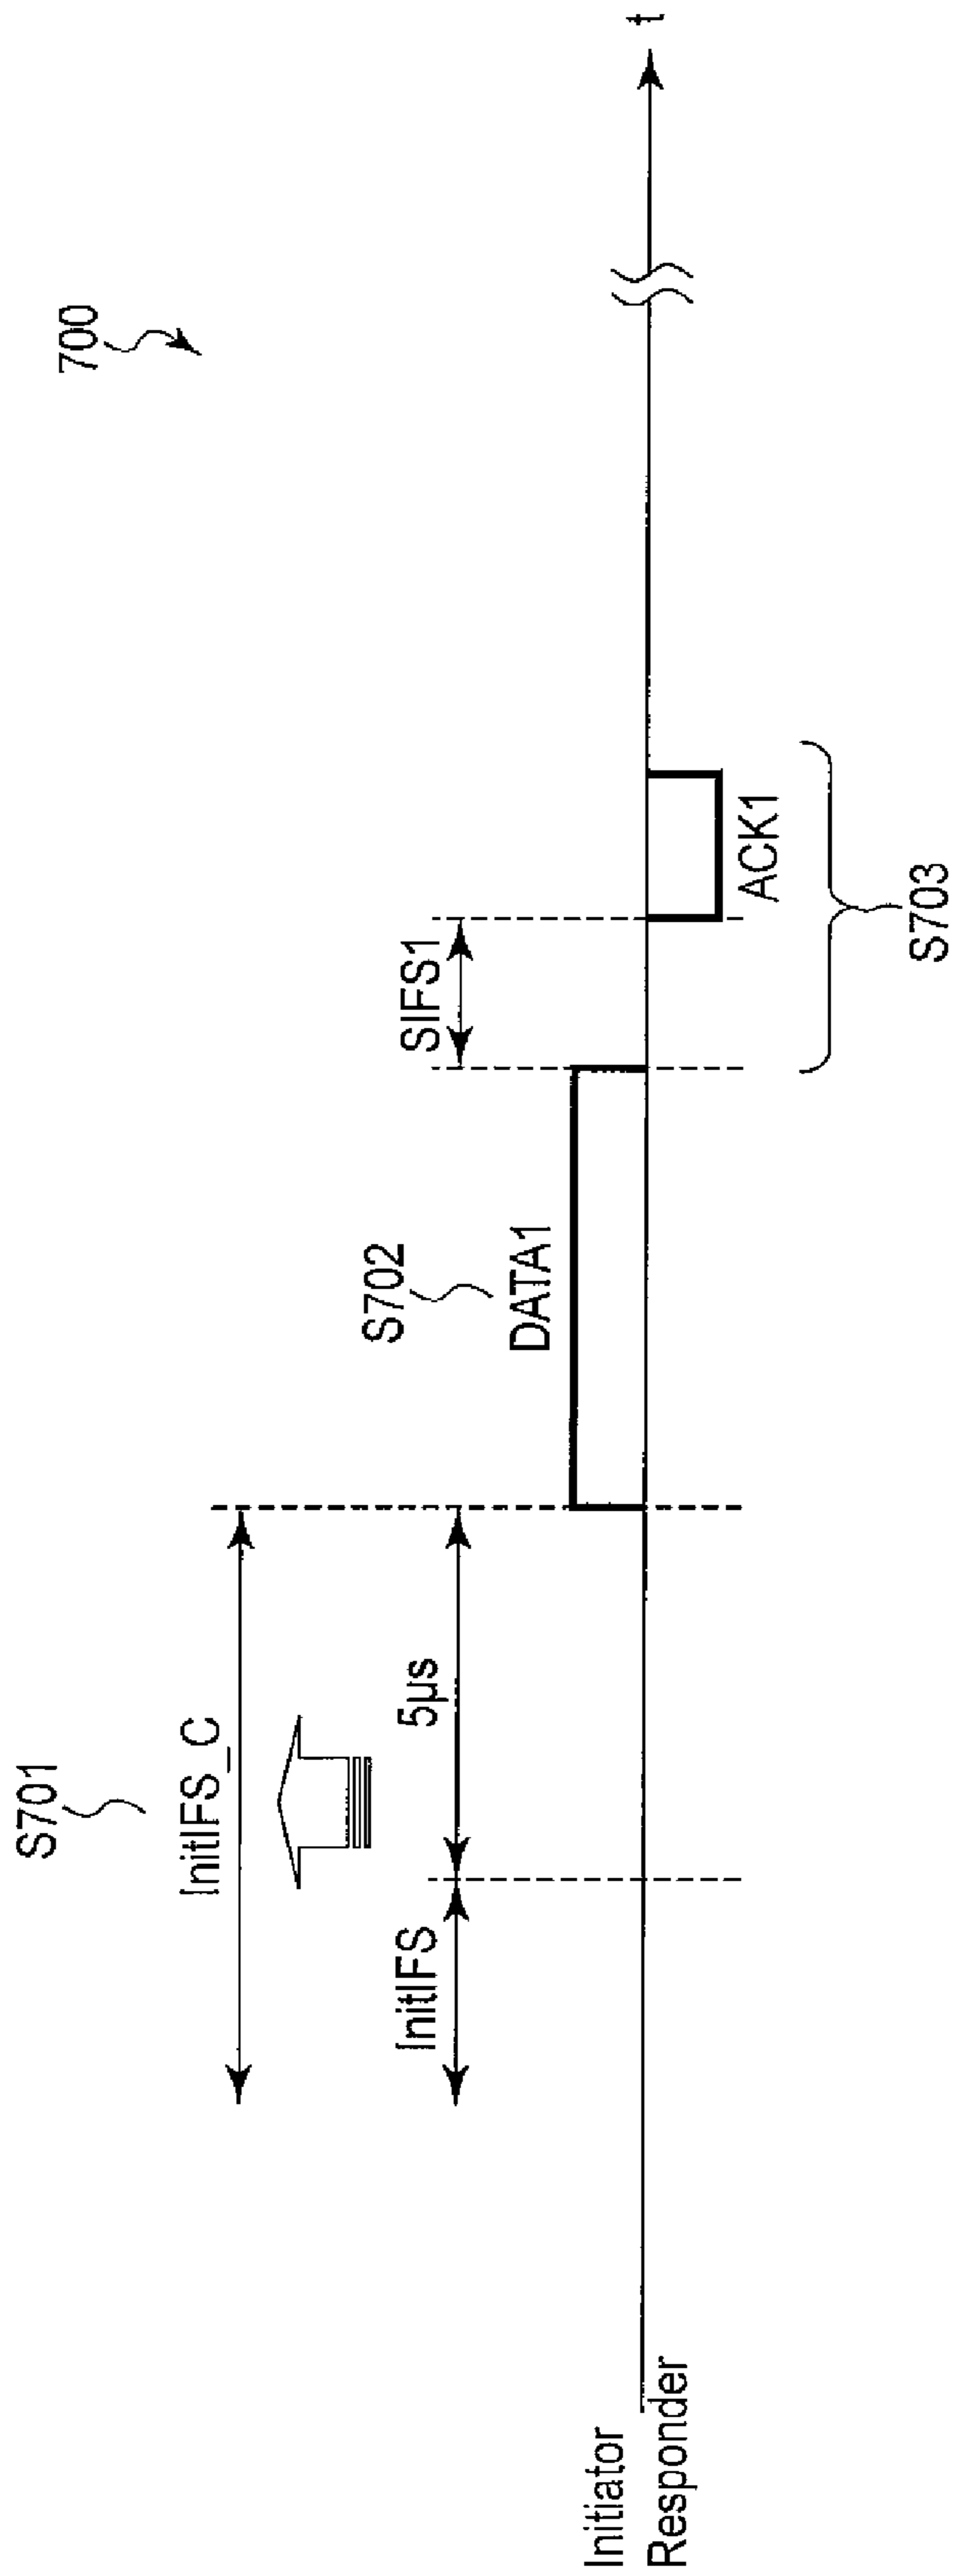 700
S701
InitIFS_C
S702
InitIFS
5µs
SIFS1
DATA1
Initiator
Responder
t
ACK1
S703